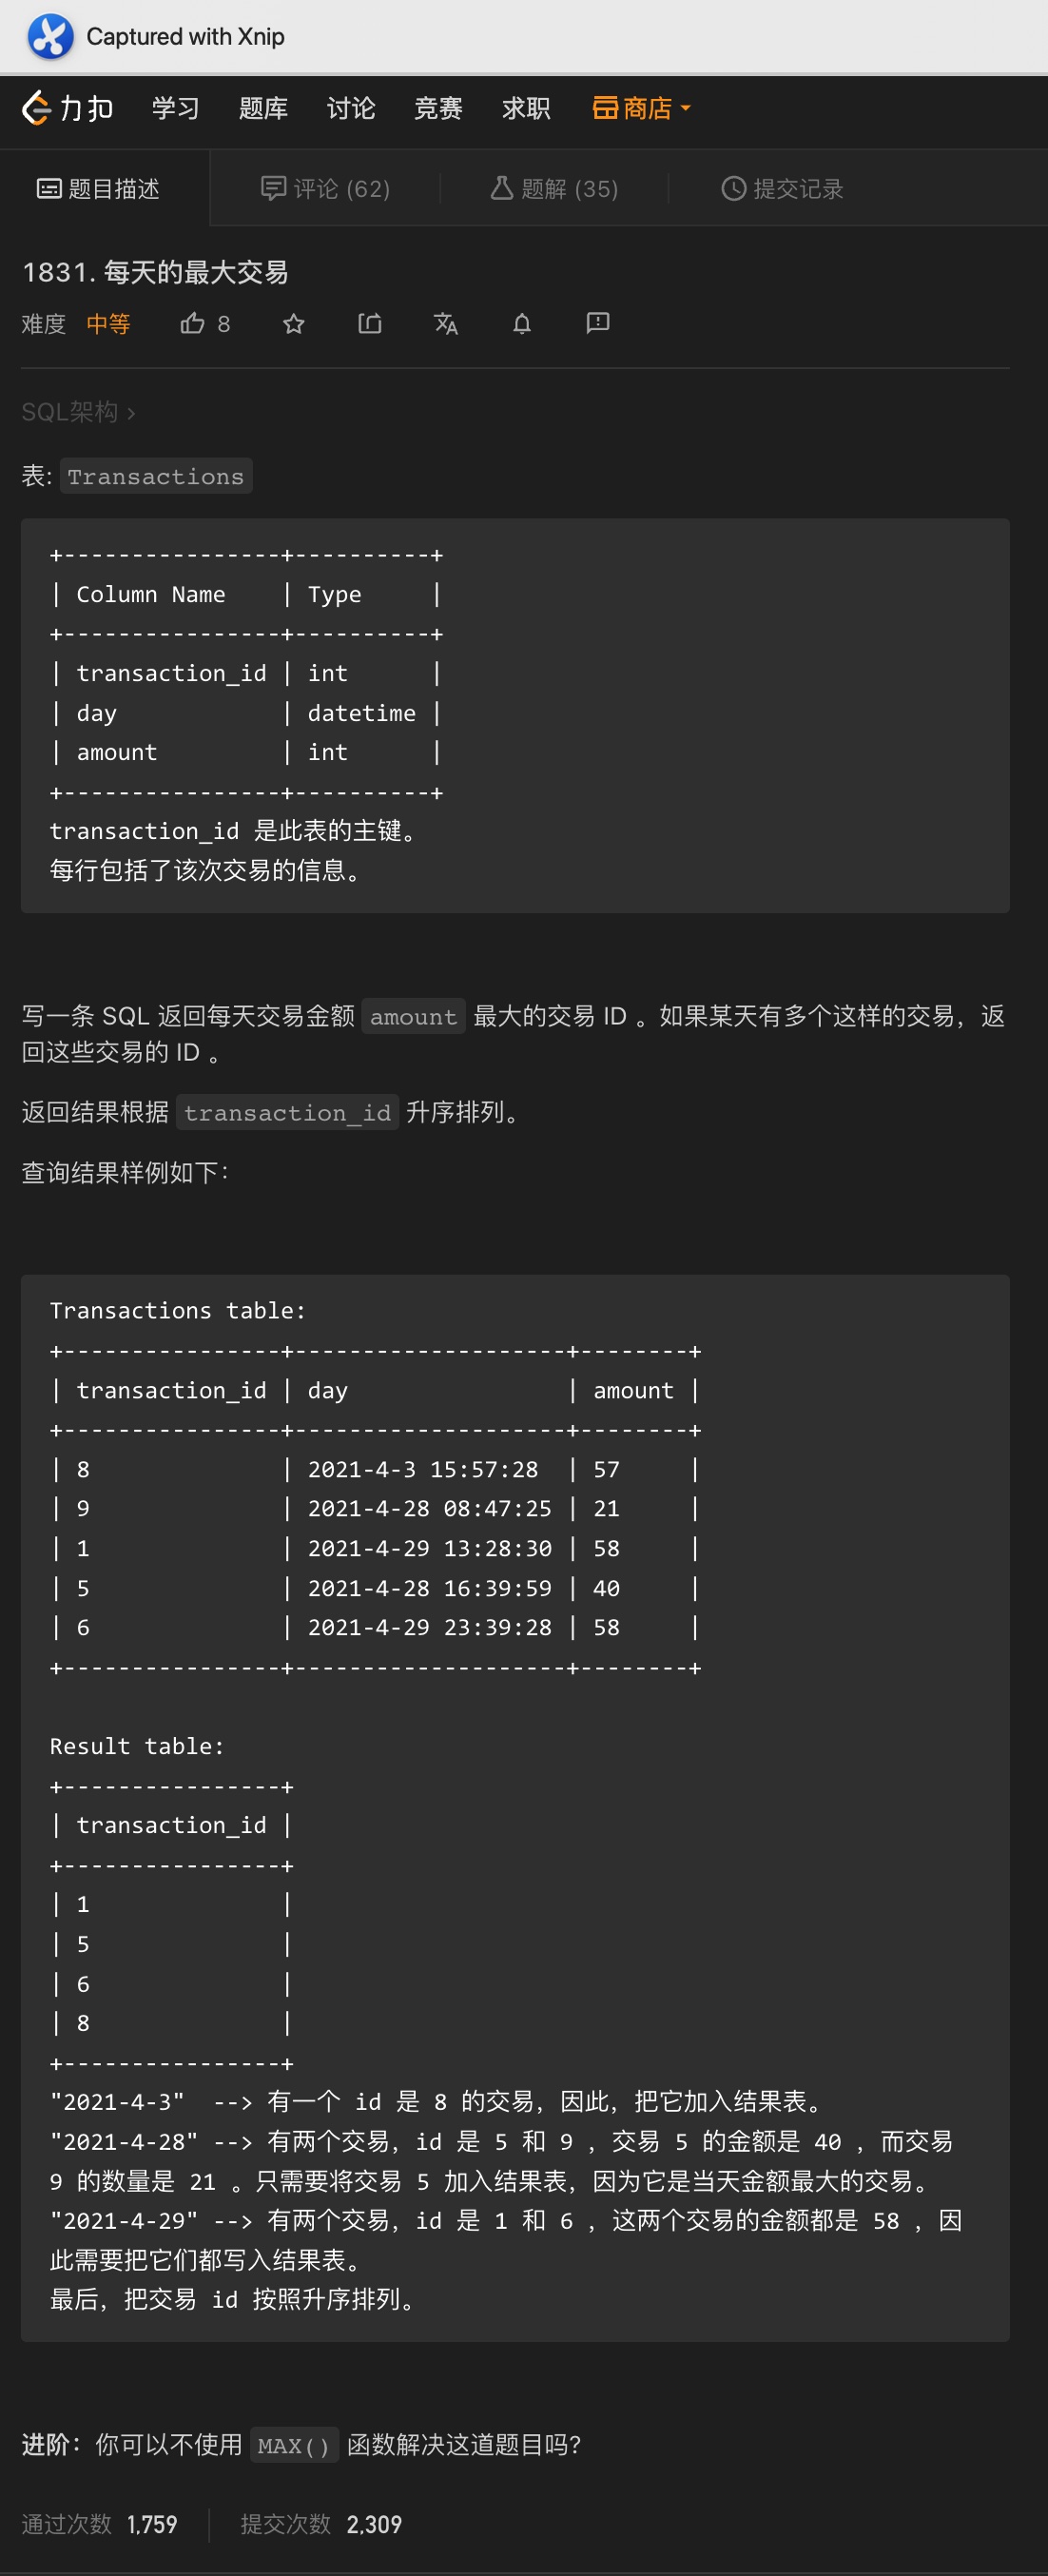 Captured with Xnip
力扣 学习 题库 讨论 竞赛 求职 商店
题目描述 评论 (62) 题解 (35) 提交记录
1831. 每天的最大交易
难度 中等 8
SQL架构 ›
表: Transactions
+----------------+----------+
| Column Name    | Type     |
+----------------+----------+
| transaction_id | int      |
| day            | datetime |
| amount         | int      |
+----------------+----------+
transaction_id 是此表的主键。
每行包括了该次交易的信息。
写一条 SQL 返回每天交易金额 amount 最大的交易 ID 。如果某天有多个这样的交易，返
回这些交易的 ID 。
返回结果根据 transaction_id 升序排列。
查询结果样例如下：
Transactions table:
+----------------+--------------------+--------+
| transaction_id | day                | amount |
+----------------+--------------------+--------+
| 8              | 2021-4-3 15:57:28  | 57     |
| 9              | 2021-4-28 08:47:25 | 21     |
| 1              | 2021-4-29 13:28:30 | 58     |
| 5              | 2021-4-28 16:39:59 | 40     |
| 6              | 2021-4-29 23:39:28 | 58     |
+----------------+--------------------+--------+
Result table:
+----------------+
| transaction_id |
+----------------+
| 1              |
| 5              |
| 6              |
| 8              |
+----------------+
"2021-4-3"  --> 有一个 id 是 8 的交易，因此，把它加入结果表。
"2021-4-28" --> 有两个交易，id 是 5 和 9 ，交易 5 的金额是 40 ，而交易
9 的数量是 21 。只需要将交易 5 加入结果表，因为它是当天金额最大的交易。
"2021-4-29" --> 有两个交易，id 是 1 和 6 ，这两个交易的金额都是 58 ，因
此需要把它们都写入结果表。
最后，把交易 id 按照升序排列。
进阶：你可以不使用 MAX() 函数解决这道题目吗?
通过次数 1,759 提交次数 2,309